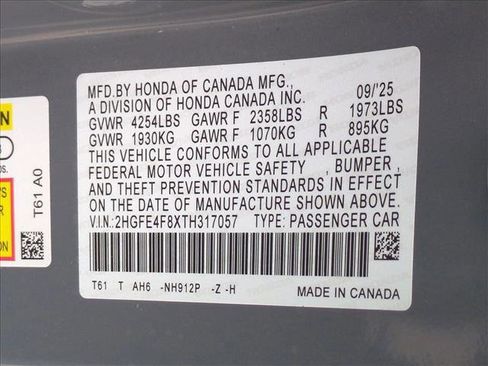 MFD.BY HONDA OF CANADA MFG.,
A DIVISION OF HONDA CANADA INC. 09/'25
GVWR 4254LBS GAWR F 2358LBS R 1973LBS
GVWR 1930KG GAWR F 1070KG R 895KG
THIS VEHICLE CONFORMS TO ALL APPLICABLE
FEDERAL MOTOR VEHICLE SAFETY, BUMPER,
AND THEFT PREVENTION STANDARDS IN EFFECT
ON THE DATE OF MANUFACTURE SHOWN ABOVE.
V.I.N:2HGFE4F8XTH317057 TYPE: PASSENGER CAR
T61 T AH6 -NH912P -Z -H
MADE IN CANADA
T61 A0